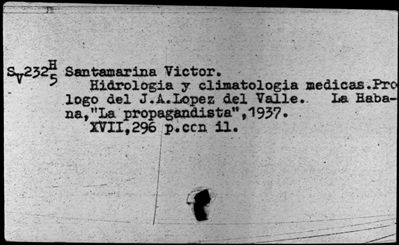 SV232H5 Santamarina Victor.
Hidrologia y climatologia medicas.Pro
logo del J.A.Lopez del Valle. La Haba-
na,"La propagandista",1937.
XVII,296 p.ccn il.